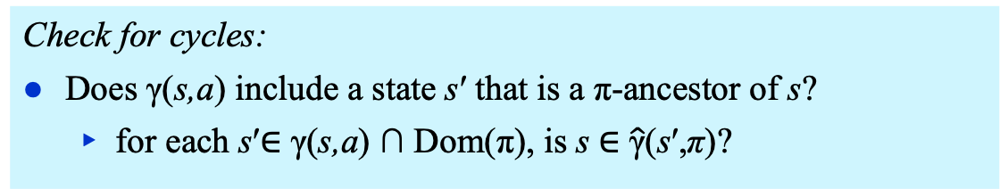 Check for cycles:
● Does γ(s,a) include a state s′ that is a π-ancestor of s?
▸ for each s′∈ γ(s,a) ∩ Dom(π), is s ∈ γ̂(s′,π)?